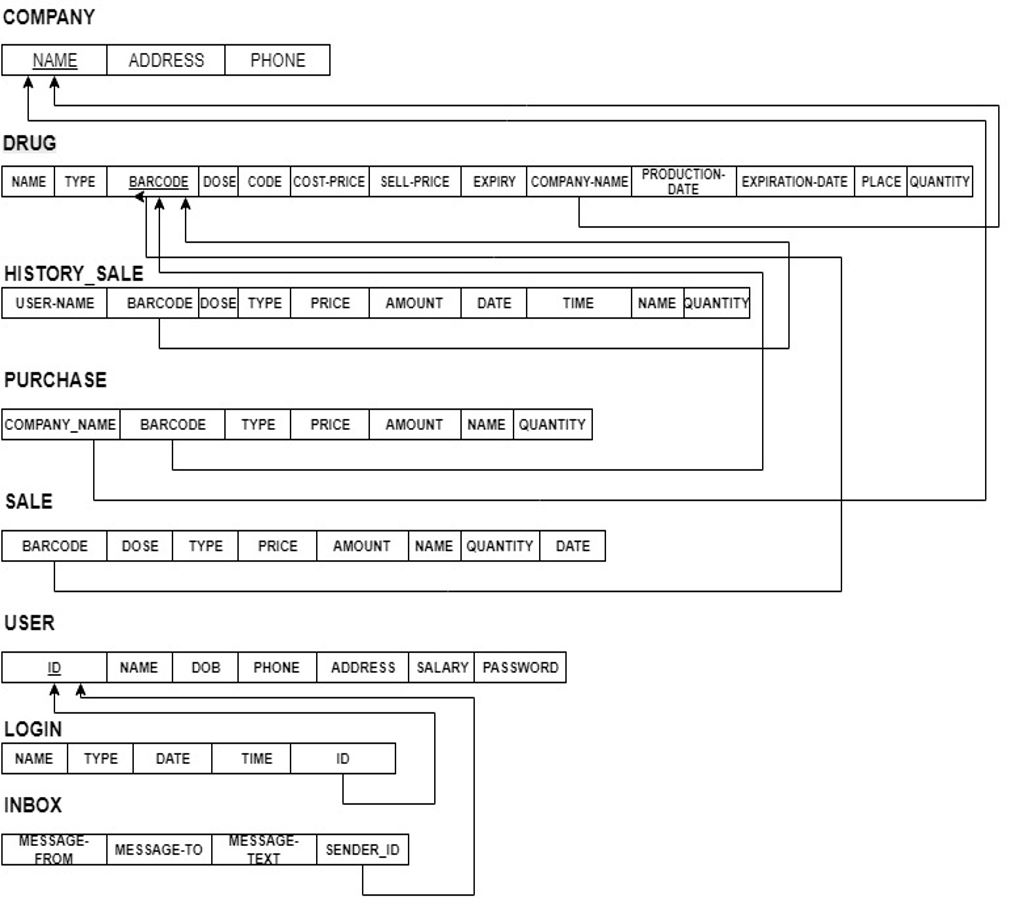 COMPANY
NAME ADDRESS PHONE
DRUG
NAME TYPE BARCODE DOSE CODE COST-PRICE SELL-PRICE EXPIRY COMPANY-NAME PRODUCTION-DATE EXPIRATION-DATE PLACE QUANTITY
HISTORY_SALE
USER-NAME BARCODE DOSE TYPE PRICE AMOUNT DATE TIME NAME QUANTITY
PURCHASE
COMPANY_NAME BARCODE TYPE PRICE AMOUNT NAME QUANTITY
SALE
BARCODE DOSE TYPE PRICE AMOUNT NAME QUANTITY DATE
USER
ID NAME DOB PHONE ADDRESS SALARY PASSWORD
LOGIN
NAME TYPE DATE TIME ID
INBOX
MESSAGE-FROM MESSAGE-TO MESSAGE-TEXT SENDER_ID